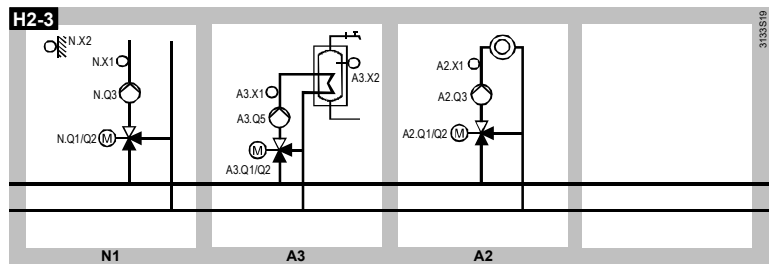 H2-3
3133S19
N.X2
N.X1
N.Q3
N.Q1/Q2 M
A3.X2
A3.X1
A3.Q5
M
A3.Q1/Q2
A2.X1
A2.Q3
A2.Q1/Q2 M
N1 A3 A2